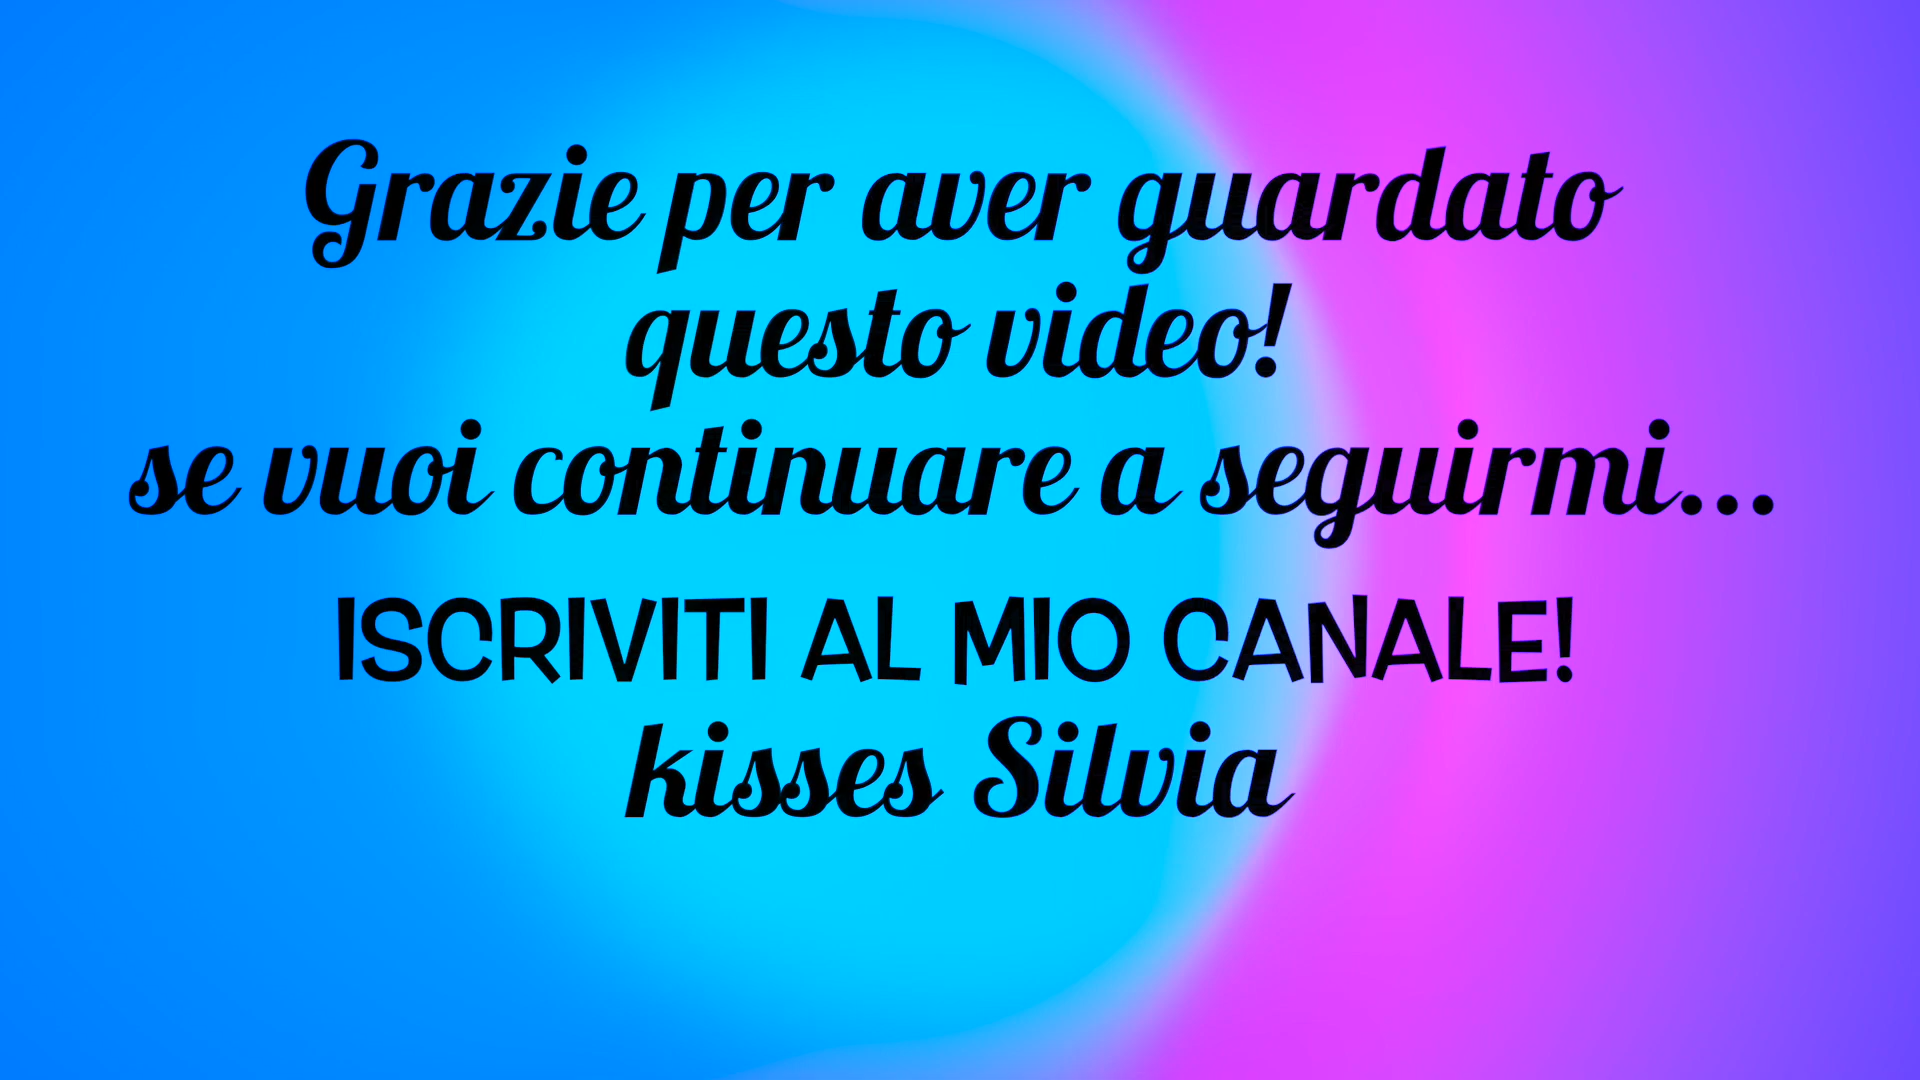 Grazie per aver guardato
questo video!
se vuoi continuare a seguirmi...
ISCRIVITI AL MIO CANALE!
kisses Silvia